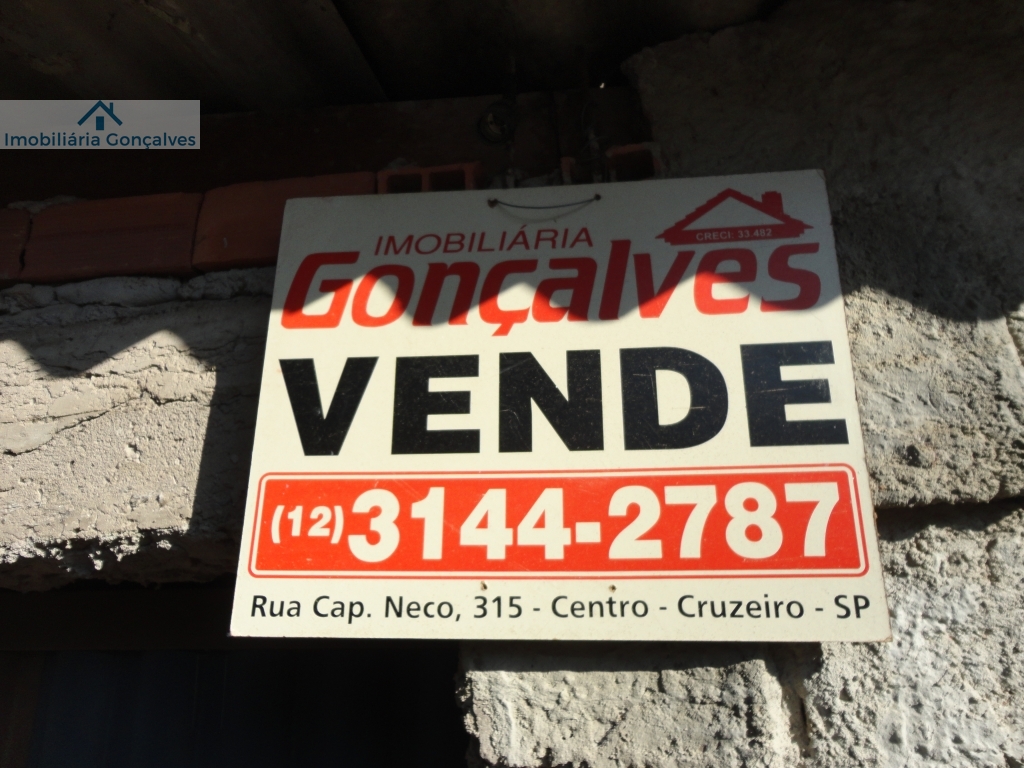 Imobiliária Gonçalves
IMOBILIÁRIA
CRECI: 33.482
Gonçalves
VENDE
(12) 3144-2787
Rua Cap. Neco, 315 - Centro - Cruzeiro - SP